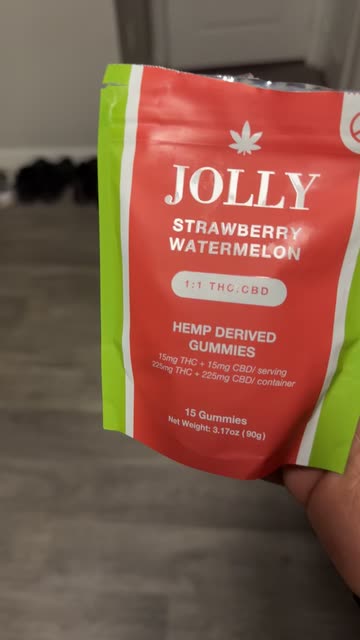 JOLLY
STRAWBERRY
WATERMELON
1:1 THC:CBD
HEMP DERIVED
GUMMIES
15mg THC + 15mg CBD/ serving
225mg THC + 225mg CBD/ container
15 Gummies
Net Weight: 3.17oz (90g)